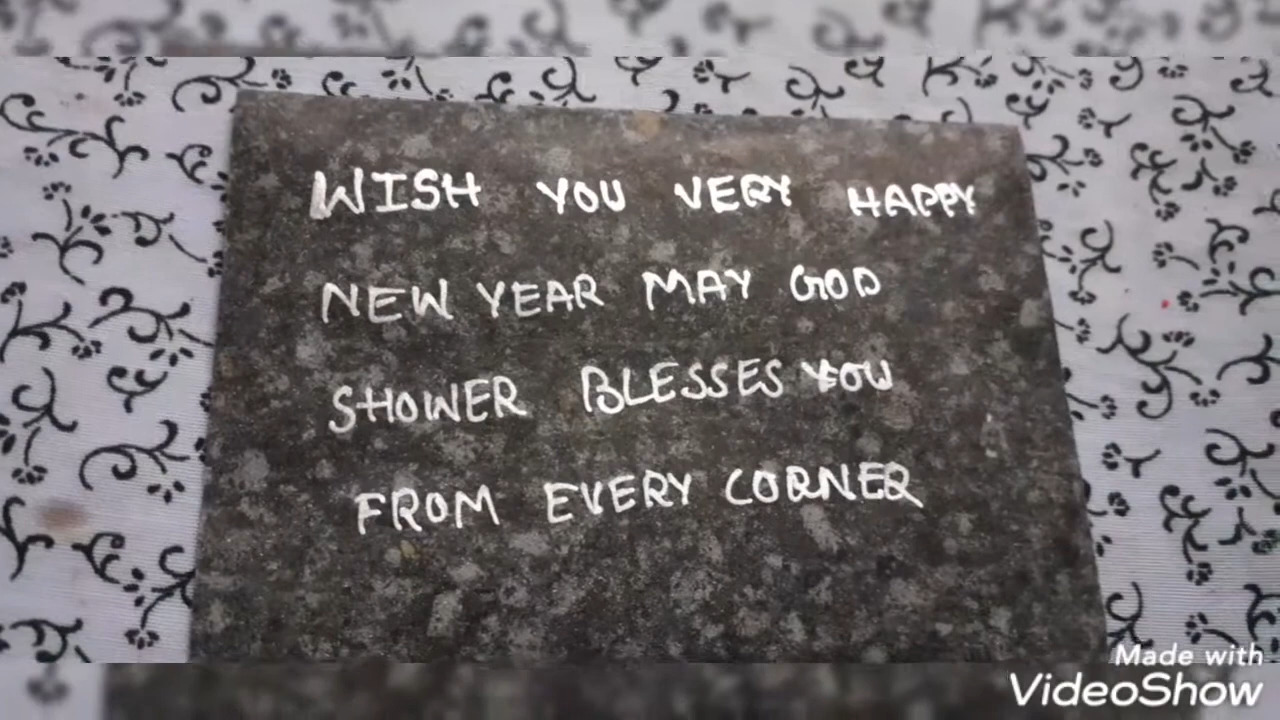 WISH YOU VERY HAPPY
NEW YEAR MAY GOD
SHOWER BLESSES YOU
FROM EVERY CORNER
Made with
VideoShow